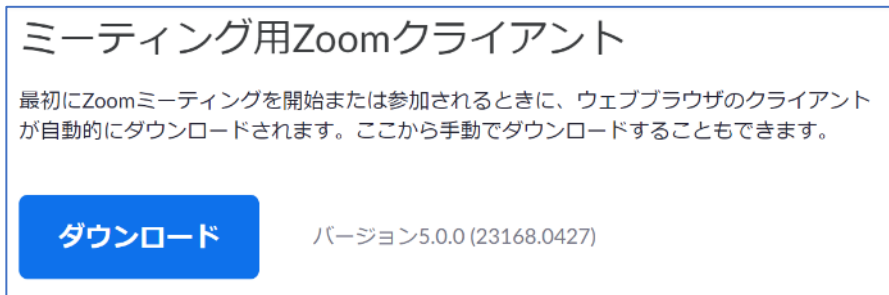 ミーティング用Zoomクライアント
最初にZoomミーティングを開始または参加されるときに、ウェブブラウザのクライアント
が自動的にダウンロードされます。ここから手動でダウンロードすることもできます。
ダウンロード
バージョン5.0.0 (23168.0427)